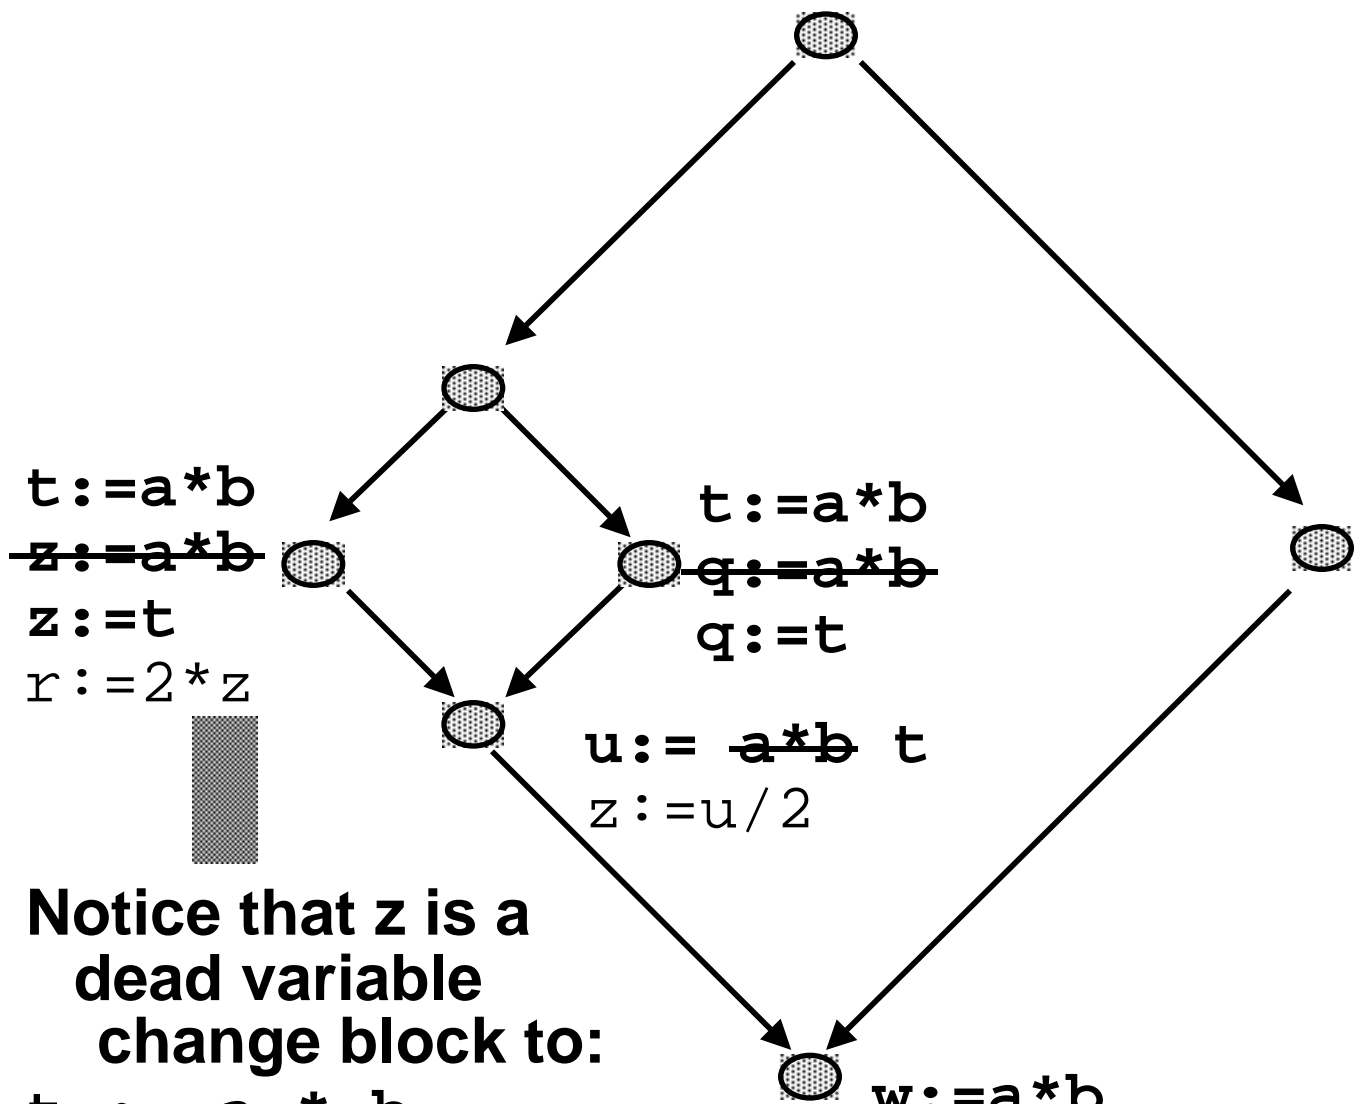 t:=a*b
z:=a*b
z:=t
r:=2*z
t:=a*b
q:=a*b
q:=t
u:= a*b t
z:=u/2
Notice that z is a
dead variable
change block to:
t := a * b
w:=a*b